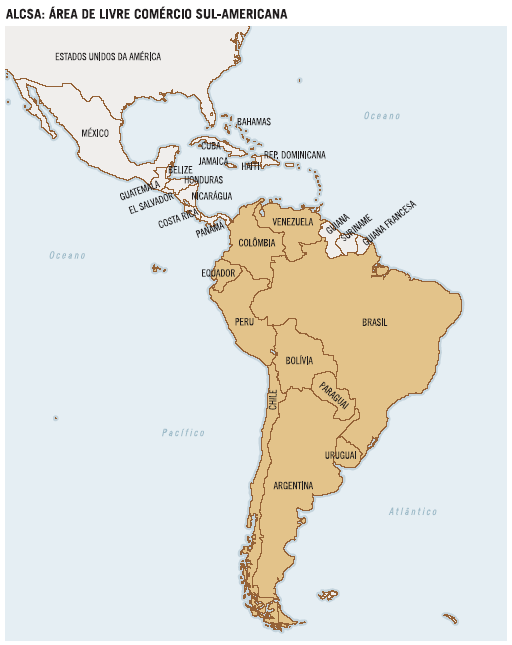 ALCSA: ÁREA DE LIVRE COMÉRCIO SUL-AMERICANA
ESTADOS UNIDOS DA AMÉRICA
Oceano
BAHAMAS
MÉXICO
CUBA
REP. DOMINICANA
JAMAICA
HAITI
BELIZE
HONDURAS
GUATEMALA
NICARÁGUA
EL SALVADOR
COSTA RICA
PANAMÁ
VENEZUELA
GUIANA
SURINAME
GUIANA FRANCESA
COLÔMBIA
Oceano
EQUADOR
PERU
BRASIL
BOLÍVIA
PARAGUAI
CHILE
Pacífico
URUGUAI
ARGENTINA
Atlântico